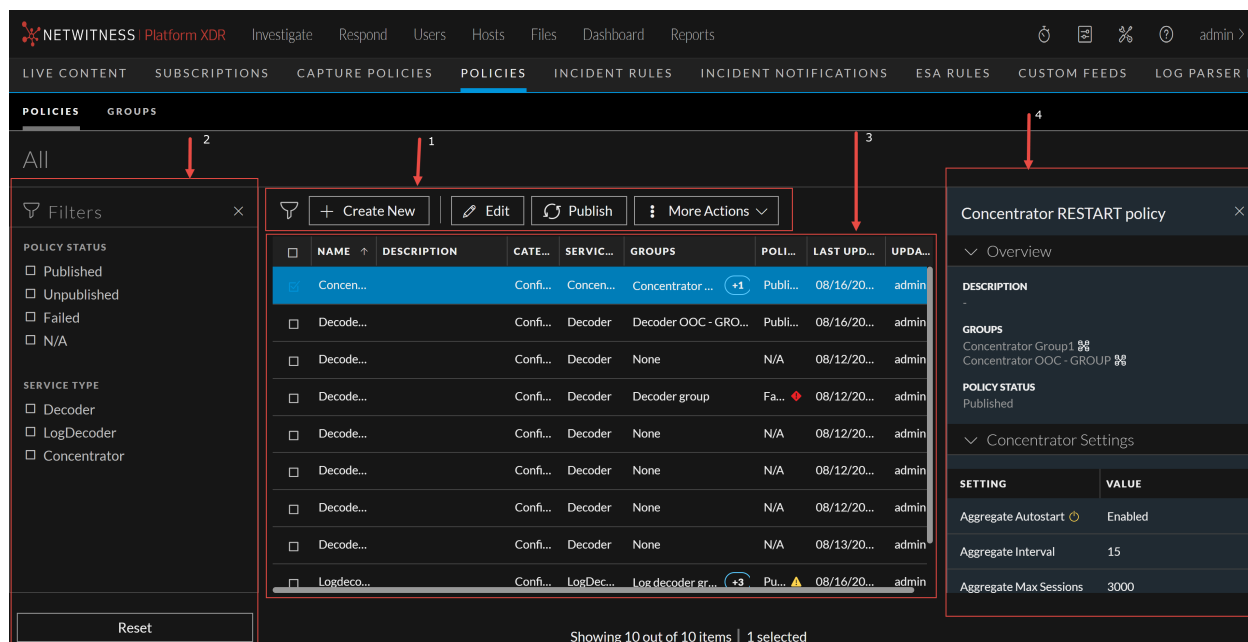 NETWITNESS Platform XDR Investigate Respond Users Hosts Files Dashboard Reports admin
LIVE CONTENT SUBSCRIPTIONS CAPTURE POLICIES POLICIES INCIDENT RULES INCIDENT NOTIFICATIONS ESA RULES CUSTOM FEEDS LOG PARSER
POLICIES GROUPS
4
2
1
3
All
Filters
POLICY STATUS
Published
Unpublished
Failed
N/A
SERVICE TYPE
Decoder
LogDecoder
Concentrator
Reset
+ Create New Edit Publish More Actions
NAME ↑ DESCRIPTION CATE... SERVIC... GROUPS POLI... LAST UPD... UPDA...
Concen... Confi... Concen... Concentrator ... +1 Publi... 08/16/20... admin
Decode... Confi... Decoder Decoder OOC - GRO... Publi... 08/16/20... admin
Decode... Confi... Decoder None N/A 08/12/20... admin
Decode... Confi... Decoder Decoder group Fa... 08/12/20... admin
Decode... Confi... Decoder None N/A 08/12/20... admin
Decode... Confi... Decoder None N/A 08/12/20... admin
Decode... Confi... Decoder None N/A 08/12/20... admin
Decode... Confi... Decoder None N/A 08/13/20... admin
Logdeco... Confi... LogDec... Log decoder gr... +3 Pu... 08/16/20... admin
Showing 10 out of 10 items | 1 selected
Concentrator RESTART policy
Overview
DESCRIPTION
-
GROUPS
Concentrator Group1
Concentrator OOC - GROUP
POLICY STATUS
Published
Concentrator Settings
SETTING VALUE
Aggregate Autostart Enabled
Aggregate Interval 15
Aggregate Max Sessions 3000